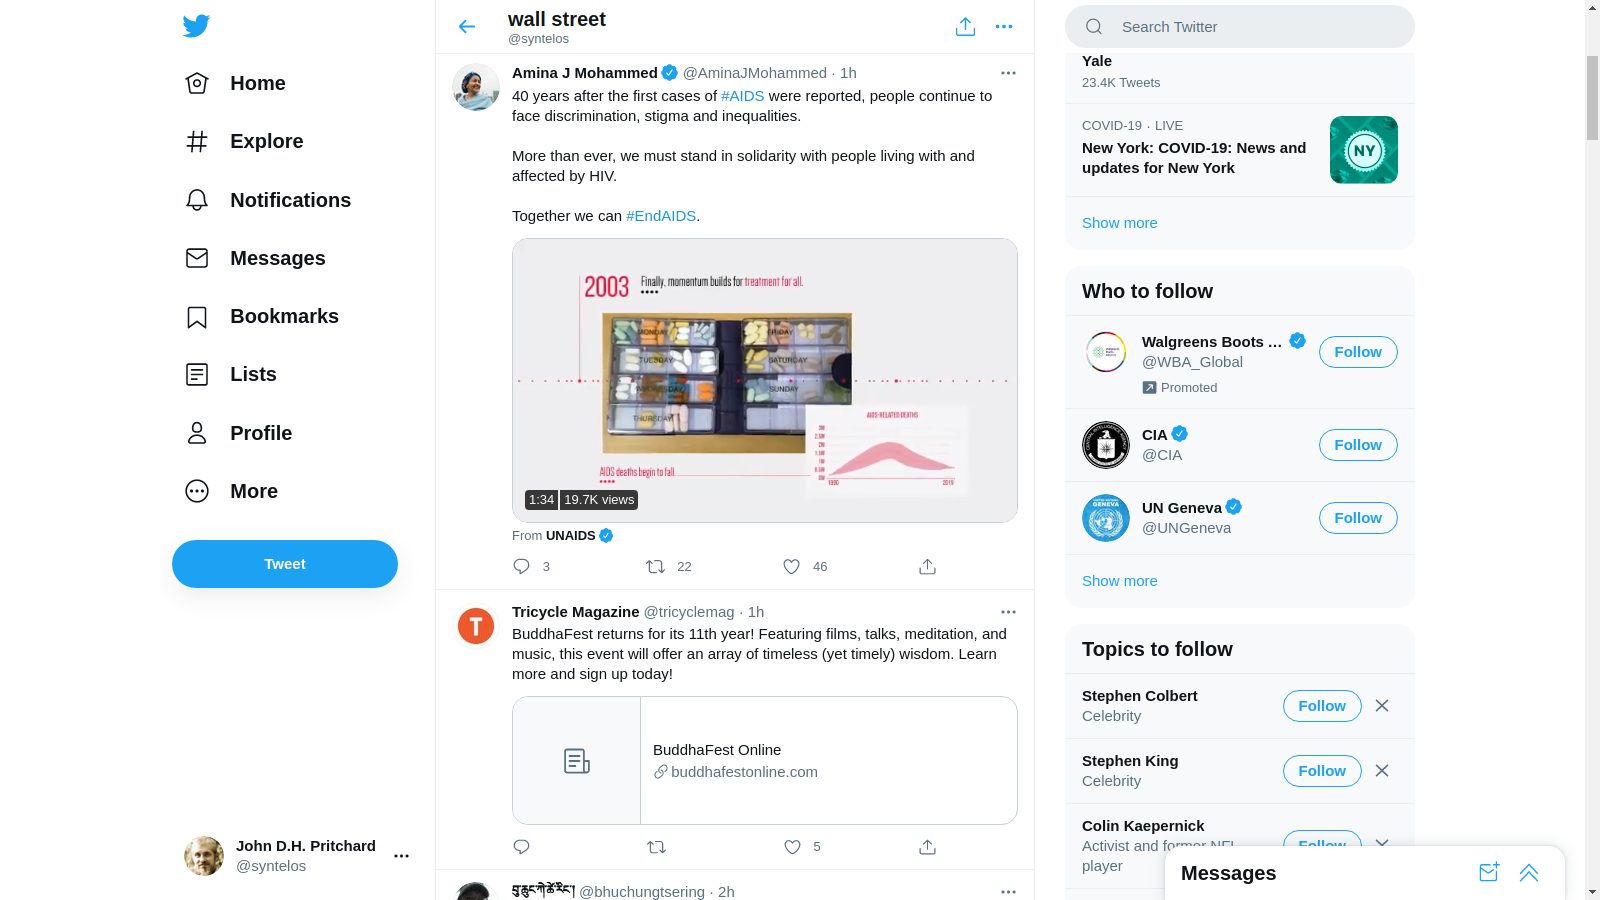 Home
Explore
Notifications
Messages
Bookmarks
Lists
Profile
More
Tweet
John D.H. Pritchard
@syntelos
wall street
@syntelos
Amina J Mohammed @AminaJMohammed · 1h
40 years after the first cases of #AIDS were reported, people continue to
face discrimination, stigma and inequalities.
More than ever, we must stand in solidarity with people living with and
affected by HIV.
Together we can #EndAIDS.
2003 Finally, momentum builds for treatment for all.
MONDAY
FRIDAY
TUESDAY
SATURDAY
WEDNESDAY
SUNDAY
THURSDAY
AIDS-RELATED DEATHS
1990
2019
AIDS deaths begin to fall.
1:34 19.7K views
From UNAIDS
3 22 46
Tricycle Magazine @tricyclemag · 1h
BuddhaFest returns for its 11th year! Featuring films, talks, meditation, and
music, this event will offer an array of timeless (yet timely) wisdom. Learn
more and sign up today!
BuddhaFest Online
buddhafestonline.com
5
@bhuchungtsering · 2h
Search Twitter
Yale
23.4K Tweets
COVID-19 · LIVE
New York: COVID-19: News and
updates for New York
NY
Show more
Who to follow
Walgreens Boots ...
@WBA_Global
Promoted
Follow
CIA
@CIA
Follow
UN Geneva
@UNGeneva
Follow
Show more
Topics to follow
Stephen Colbert
Celebrity
Follow
Stephen King
Celebrity
Follow
Colin Kaepernick
Activist and former NFL
player
Follow
Messages